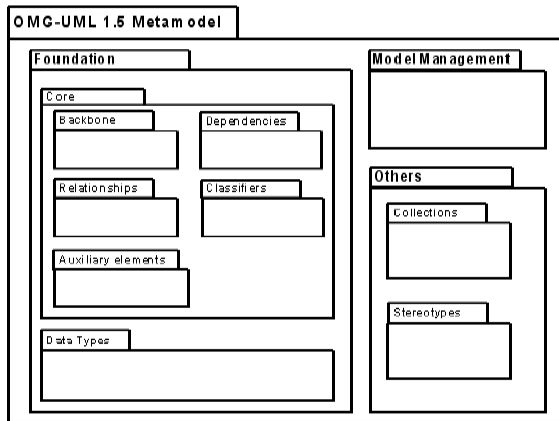 OMG-UML 1.5 Metamodel
Foundation
Core
Backbone
Dependencies
Relationships
Classifiers
Auxiliary elements
Data Types
Model Management
Others
Collections
Stereotypes